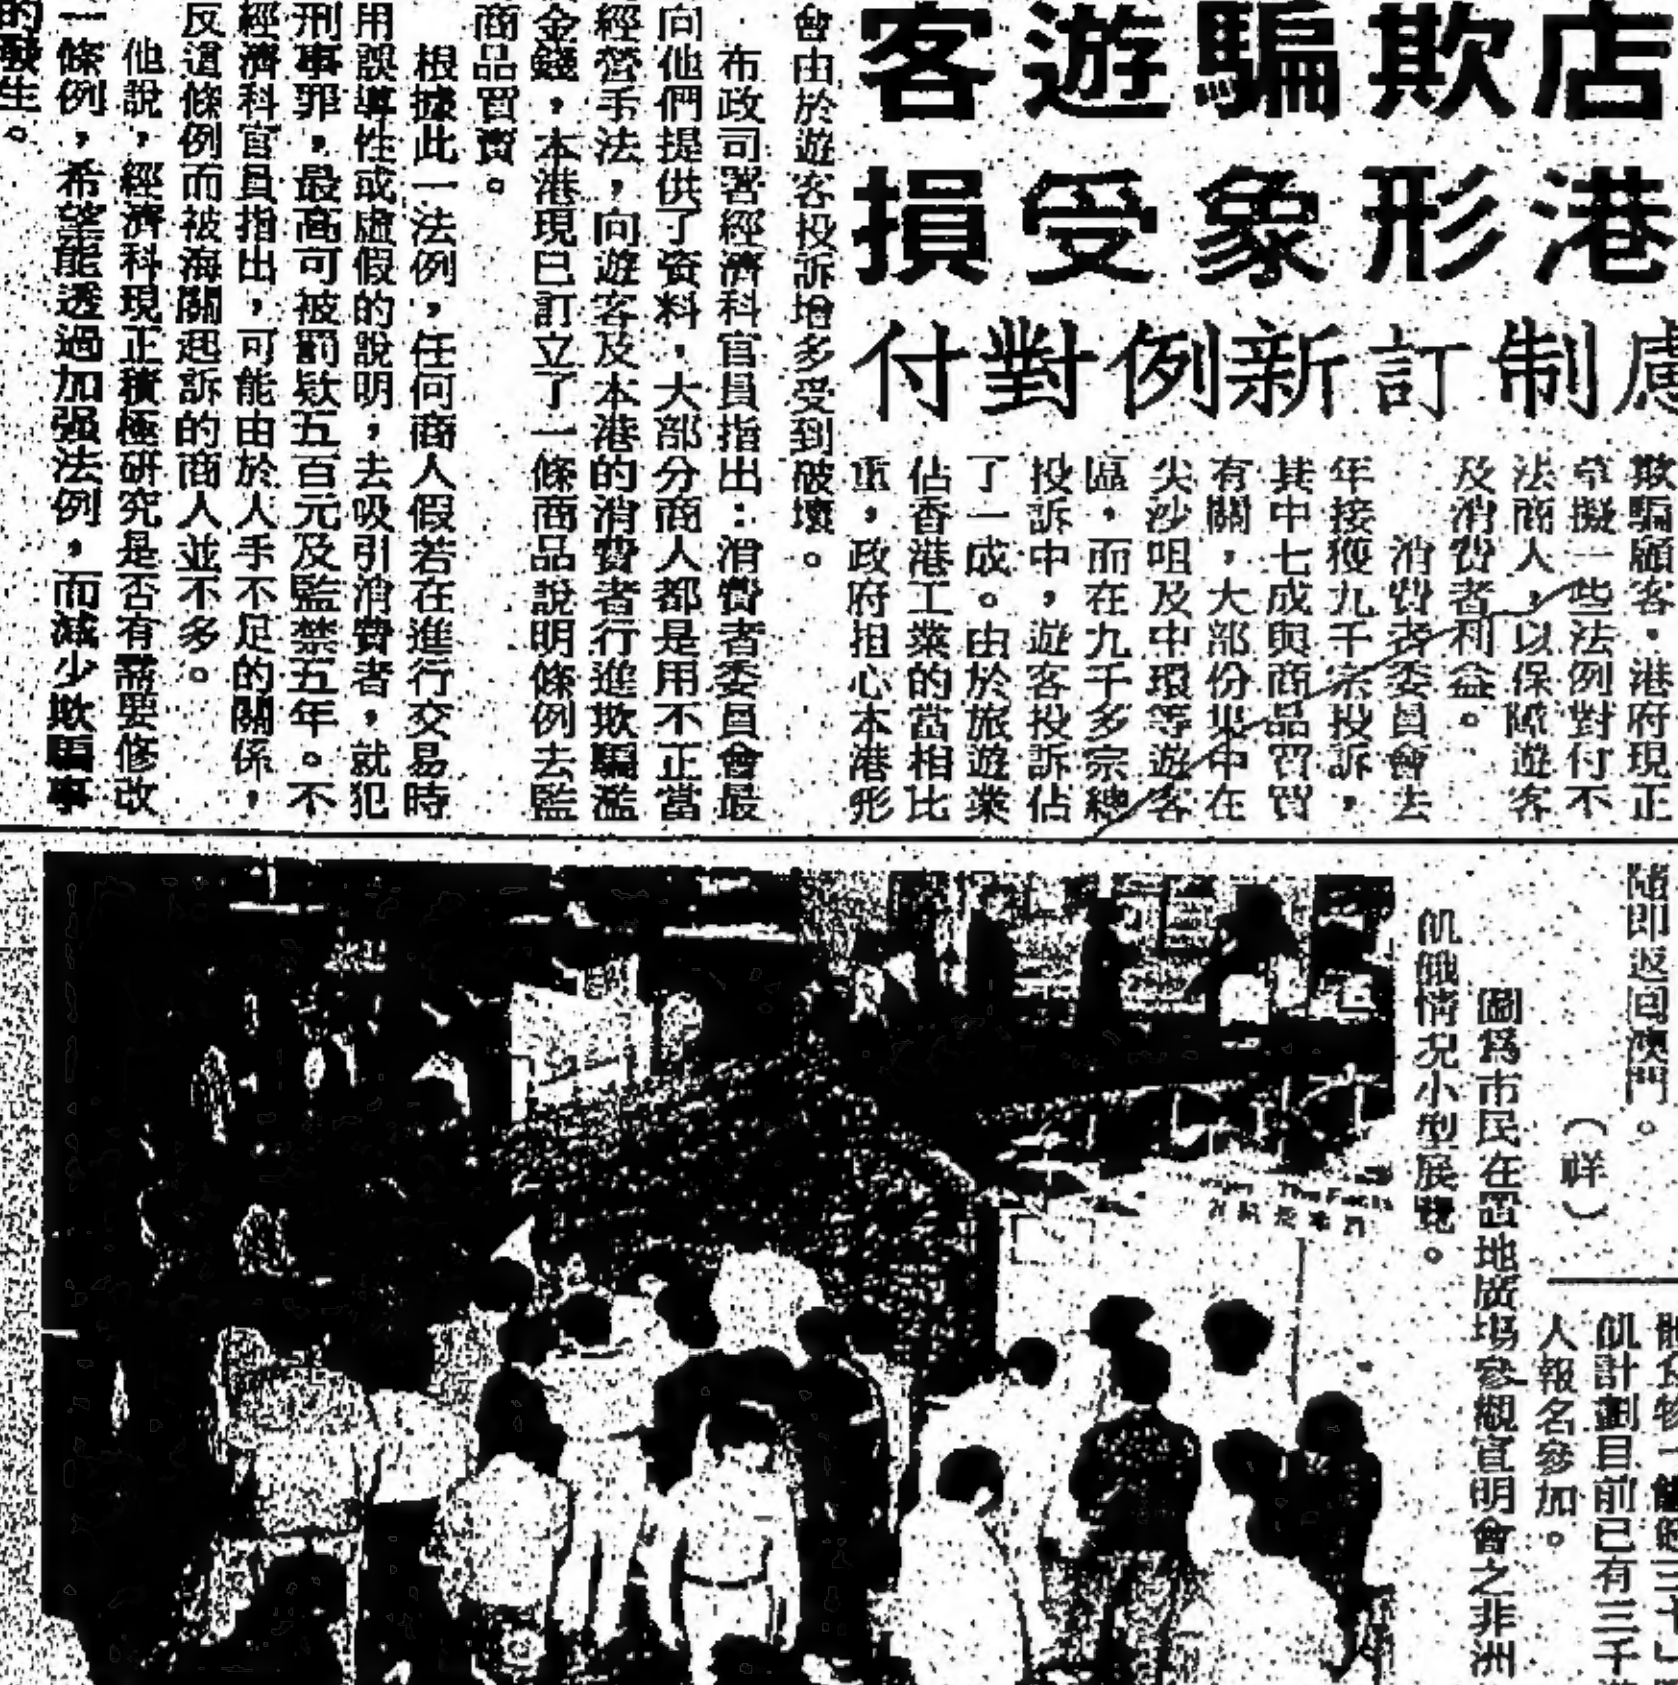 店欺騙遊客
港形象受損
慮制訂新例對付
欺騙顧客,港府現正
草擬一些法例對付不
法商人,以保障遊客
及消費者利益。
消費者委員會去
年接獲九千宗投訴,
其中七成與商品買賣
有關,大部份集中在
尖沙咀及中環等遊客
區,而在九千多宗總
投訴中,遊客投訴佔
了一成。由於旅遊業
佔香港工業的當相比
重,政府担心本港形
會由於遊客投訴增多受到破壞。
布政司署經濟科官員指出:消費者委員會最
向他們提供了資料,大部分商人都是用不正當
經營手法,向遊客及本港的消費者行進欺騙濫
金錢,本港現已訂立了一條商品說明條例去監
商品買賣。
根據此一法例,任何商人假若在進行交易時
用誤導性或虛假的說明,去吸引消費者,就犯
刑事罪,最高可被罰欵五百元及監禁五年。不
經濟科官員指出,可能由於人手不足的關係,
反這條例而被海關起訴的商人並不多。
他說,經濟科現正積極研究是否有需要修改
一條例,希望能透過加强法例,而減少欺騙事
的發生。
隨即返回澳門。
(祥)
圖爲市民在置地廣場參觀宣明會之非洲
飢餓情況小型展覽。
飢計劃目前已有三千
人報名參加。
The Facts